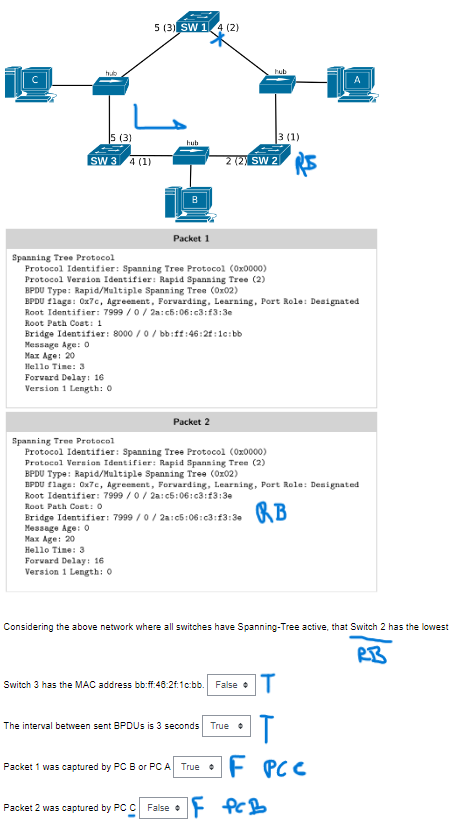 5 (3) SW 1 4 (2)
hub
hub
C
A
5 (3)
3 (1)
hub
SW 3 4 (1)
2 (2) SW 2
RB
B
Packet 1
Spanning Tree Protocol
Protocol Identifier: Spanning Tree Protocol (0x0000)
Protocol Version Identifier: Rapid Spanning Tree (2)
BPDU Type: Rapid/Multiple Spanning Tree (0x02)
BPDU flags: 0x7c, Agreement, Forwarding, Learning, Port Role: Designated
Root Identifier: 7999 / 0 / 2a:c5:06:c3:f3:3e
Root Path Cost: 1
Bridge Identifier: 8000 / 0 / bb:ff:46:2f:1c:bb
Message Age: 0
Max Age: 20
Hello Time: 3
Forward Delay: 16
Version 1 Length: 0
Packet 2
Spanning Tree Protocol
Protocol Identifier: Spanning Tree Protocol (0x0000)
Protocol Version Identifier: Rapid Spanning Tree (2)
BPDU Type: Rapid/Multiple Spanning Tree (0x02)
BPDU flags: 0x7c, Agreement, Forwarding, Learning, Port Role: Designated
Root Identifier: 7999 / 0 / 2a:c5:06:c3:f3:3e
Root Path Cost: 0
Bridge Identifier: 7999 / 0 / 2a:c5:06:c3:f3:3e RB
Message Age: 0
Max Age: 20
Hello Time: 3
Forward Delay: 16
Version 1 Length: 0
Considering the above network where all switches have Spanning-Tree active, that Switch 2 has the lowest
RB
Switch 3 has the MAC address bb:ff:46:2f:1c:bb. False T
The interval between sent BPDUs is 3 seconds True T
Packet 1 was captured by PC B or PC A True F PC C
Packet 2 was captured by PC C False F PC B